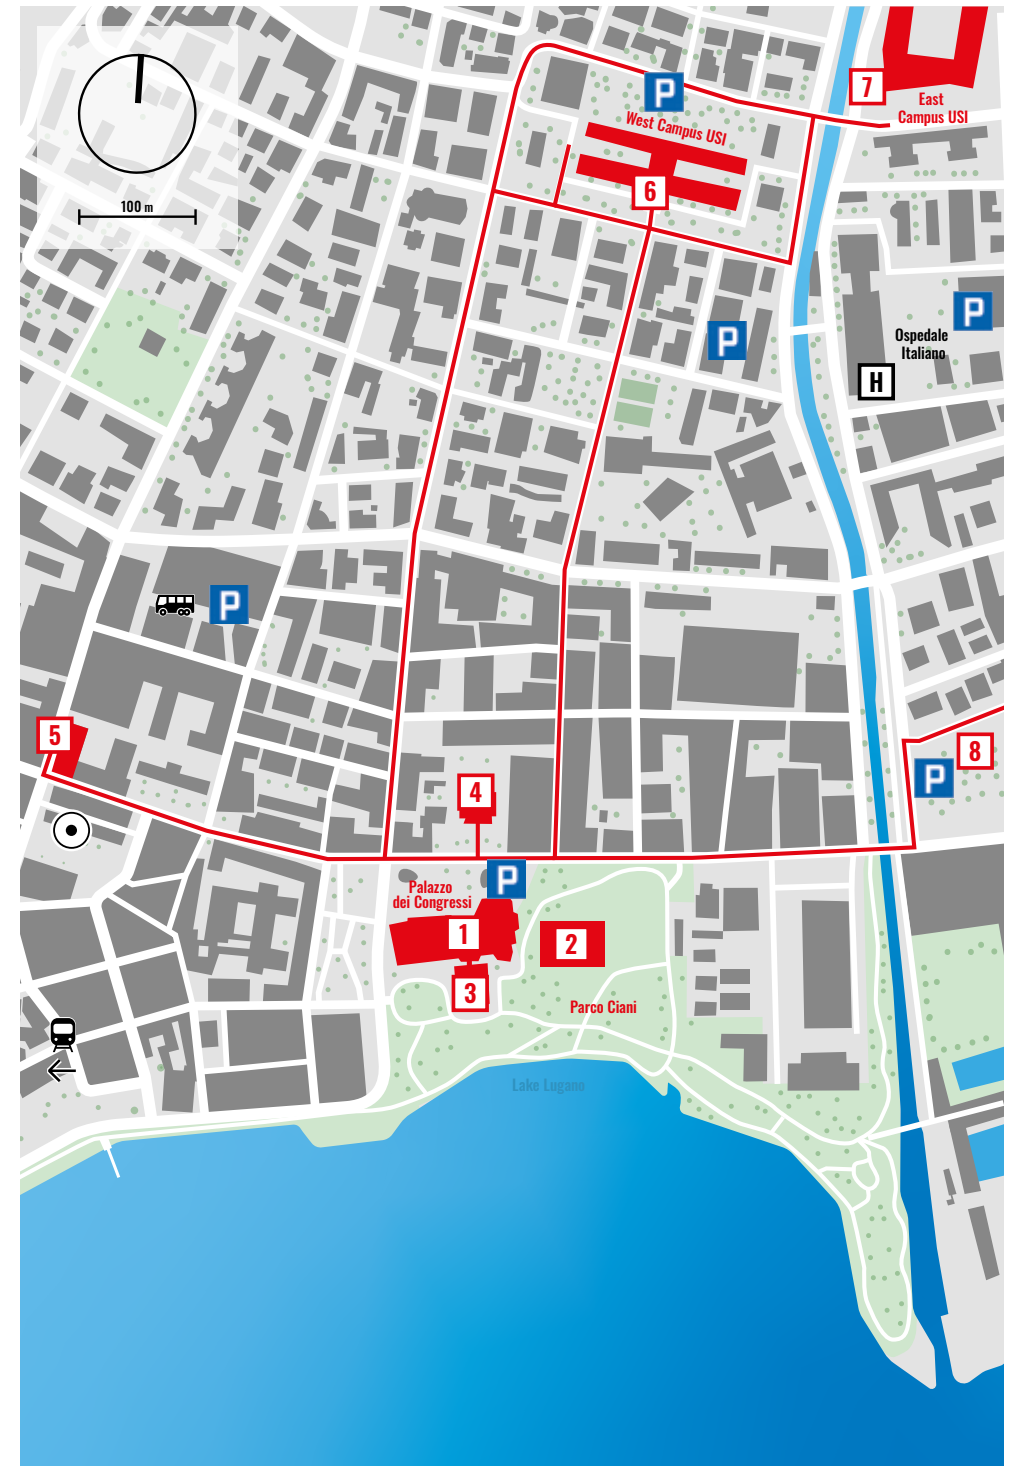 7
P
East
Campus USI
West Campus USI
6
100 m
P
P
Ospedale
Italiano
H
P
5
8
P
4
P
Palazzo
dei Congressi
1
2
3
Parco Ciani
Lake Lugano